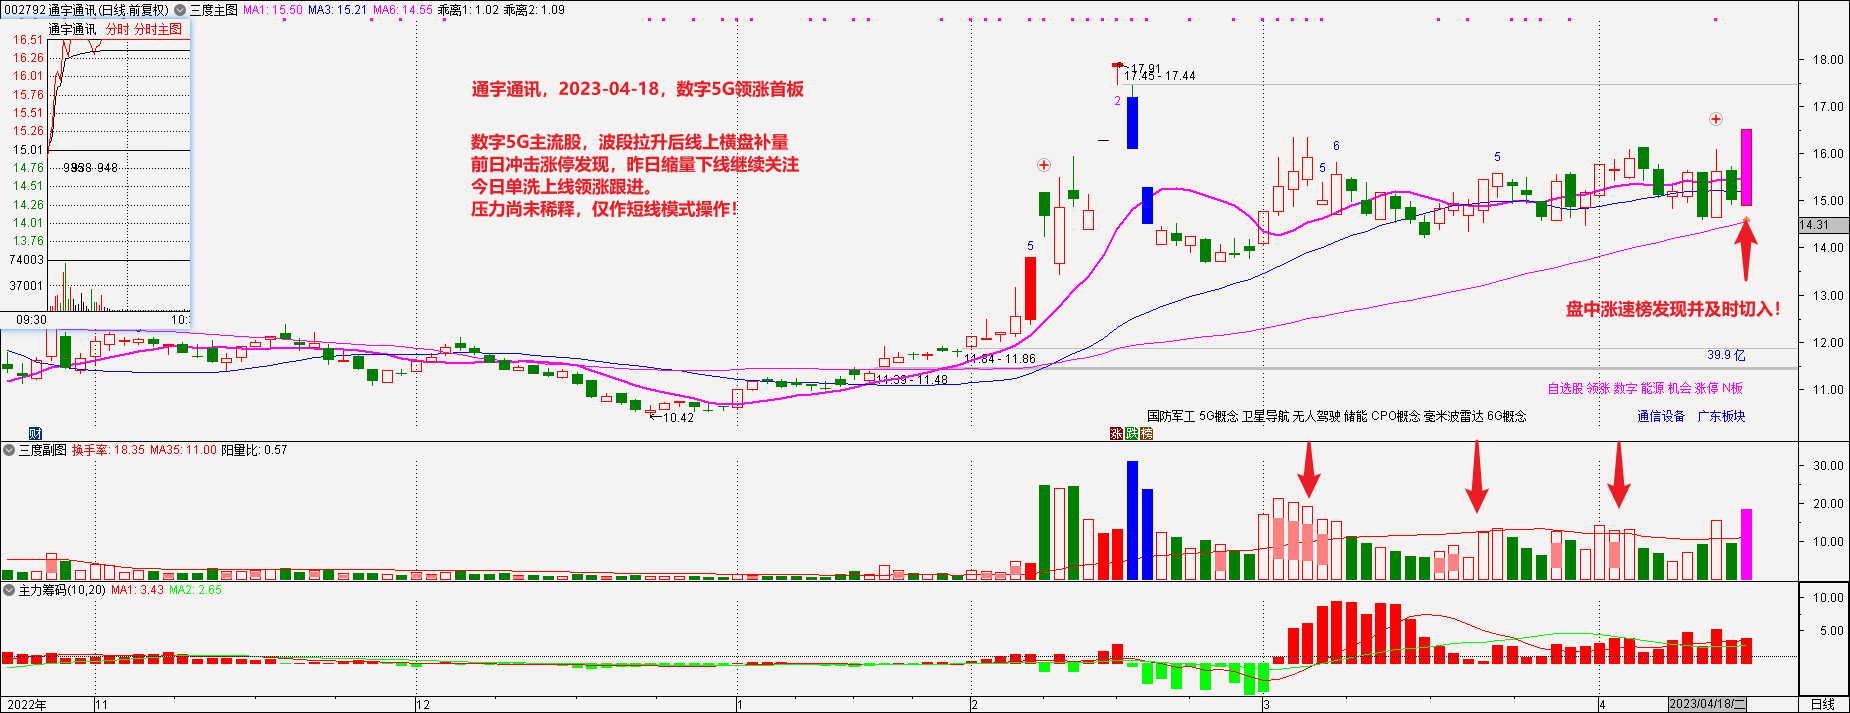 002792 通宇通讯(日线.前复权) 三度主图 MA1: 15.50 MA3: 15.21 MA6: 14.55 乖离1: 1.02 乖离2: 1.09
通宇通讯 分时 分时主图
16.51
16.26
16.01
15.76
15.51
15.26
15.01
14.76
14.51
14.26
14.01
13.76
948
74003
37001
09:30
通宇通讯，2023-04-18，数字5G领涨首板
数字5G主流股，波段拉升后线上横盘补量
前日冲击涨停发现，昨日缩量下线继续关注
今日单洗上线领涨跟进。
压力尚未稀释，仅作短线模式操作！
17.91
17.45 - 17.44
2
5
5
6
5
18.00
17.00
16.00
15.00
14.31
14.00
13.00
12.00
11.00
盘中涨速榜发现并及时切入！
11.84 - 11.86
11.39 - 11.48
10.42
39.9 亿
自选股 领涨 数字 能源 机会 涨停 N板
国防军工 5G概念 卫星导航 无人驾驶 储能 CPO概念 毫米波雷达 6G概念
通信设备 广东板块
财
涨 跌 榜
三度副图 换手率: 18.35 MA35: 11.00 阳量比: 0.57
30.00
20.00
10.00
主力筹码(10,20) MA1: 3.43 MA2: 2.65
10.00
5.00
2022年 11 12 1 2 3 4 2023/04/18/二 日线